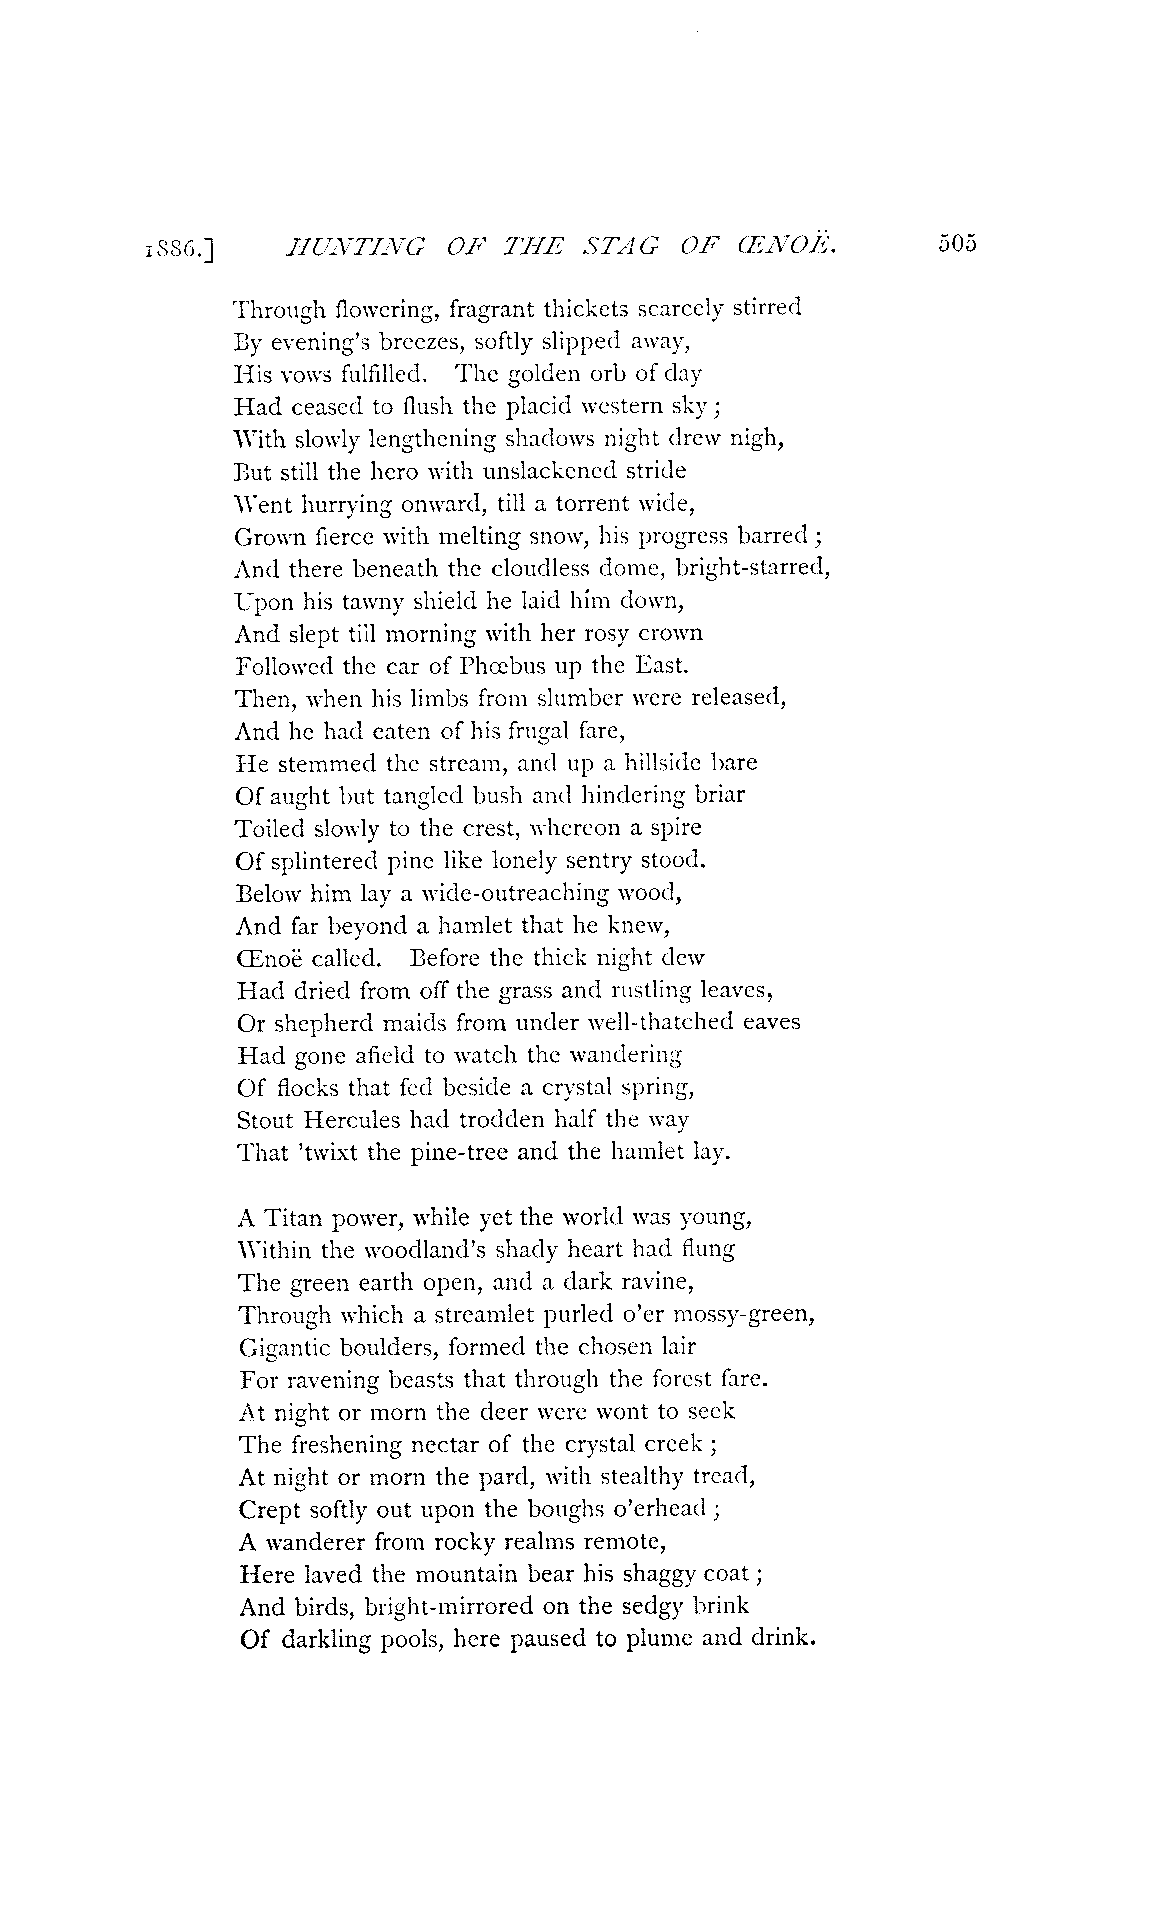 1886.] HUNTING OF THE STAG OF ŒNOË. 505
Through flowering, fragrant thickets scarcely stirred
By evening's breezes, softly slipped away,
His vows fulfilled. The golden orb of day
Had ceased to flush the placid western sky;
With slowly lengthening shadows night drew nigh,
But still the hero with unslackened stride
Went hurrying onward, till a torrent wide,
Grown fierce with melting snow, his progress barred;
And there beneath the cloudless dome, bright-starred,
Upon his tawny shield he laid him down,
And slept till morning with her rosy crown
Followed the car of Phœbus up the East.
Then, when his limbs from slumber were released,
And he had eaten of his frugal fare,
He stemmed the stream, and up a hillside bare
Of aught but tangled bush and hindering briar
Toiled slowly to the crest, whereon a spire
Of splintered pine like lonely sentry stood.
Below him lay a wide-outreaching wood,
And far beyond a hamlet that he knew,
Œnoë called. Before the thick night dew
Had dried from off the grass and rustling leaves,
Or shepherd maids from under well-thatched eaves
Had gone afield to watch the wandering
Of flocks that fed beside a crystal spring,
Stout Hercules had trodden half the way
That 'twixt the pine-tree and the hamlet lay.

A Titan power, while yet the world was young,
Within the woodland's shady heart had flung
The green earth open, and a dark ravine,
Through which a streamlet purled o'er mossy-green,
Gigantic boulders, formed the chosen lair
For ravening beasts that through the forest fare.
At night or morn the deer were wont to seek
The freshening nectar of the crystal creek;
At night or morn the pard, with stealthy tread,
Crept softly out upon the boughs o'erhead;
A wanderer from rocky realms remote,
Here laved the mountain bear his shaggy coat;
And birds, bright-mirrored on the sedgy brink
Of darkling pools, here paused to plume and drink.